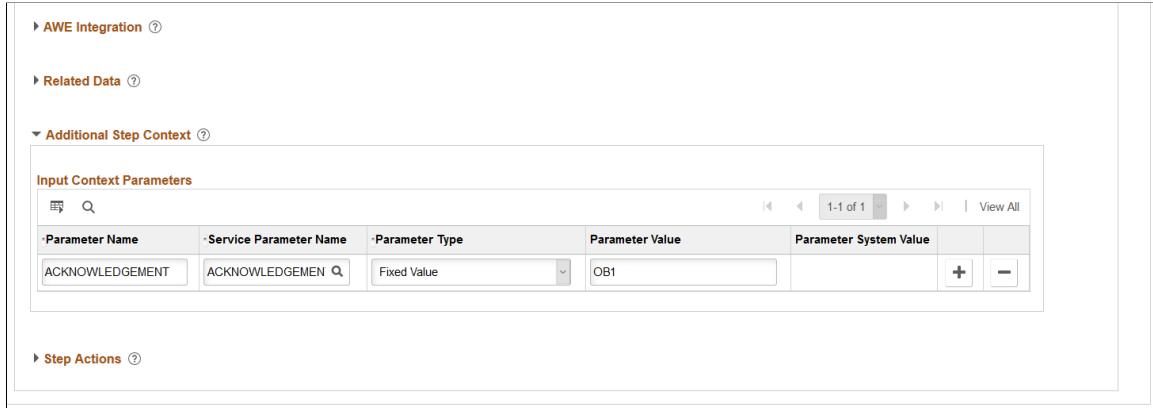 AWE Integration
Related Data
Additional Step Context
Input Context Parameters
1-1 of 1 | View All
*Parameter Name *Service Parameter Name *Parameter Type Parameter Value Parameter System Value
ACKNOWLEDGEMENT ACKNOWLEDGEMEN Fixed Value OB1
Step Actions